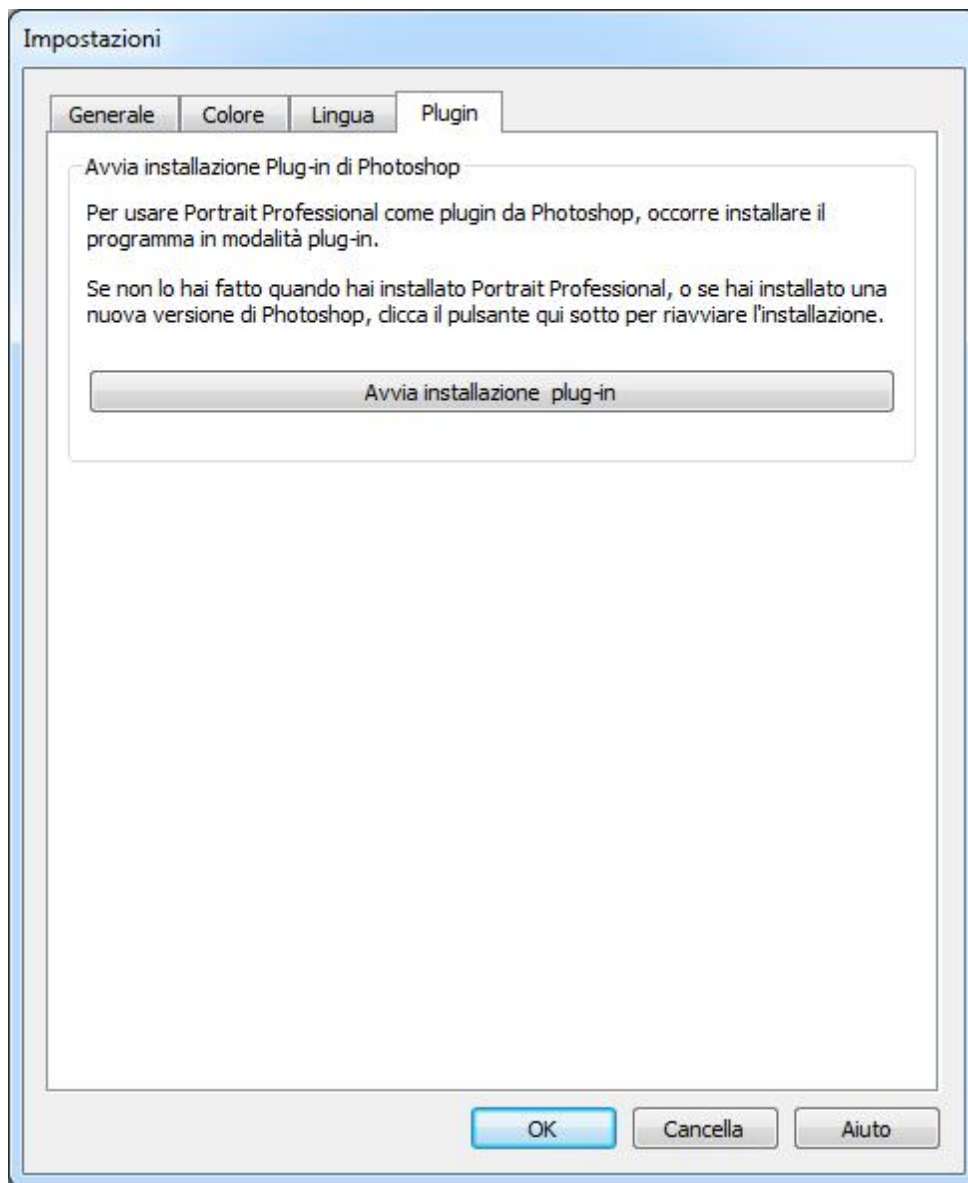 Impostazioni
Generale Colore Lingua Plugin
Avvia installazione Plug-in di Photoshop
Per usare Portrait Professional come plugin da Photoshop, occorre installare il
programma in modalità plug-in.
Se non lo hai fatto quando hai installato Portrait Professional, o se hai installato una
nuova versione di Photoshop, clicca il pulsante qui sotto per riavviare l'installazione.
Avvia installazione  plug-in
OK Cancella Aiuto